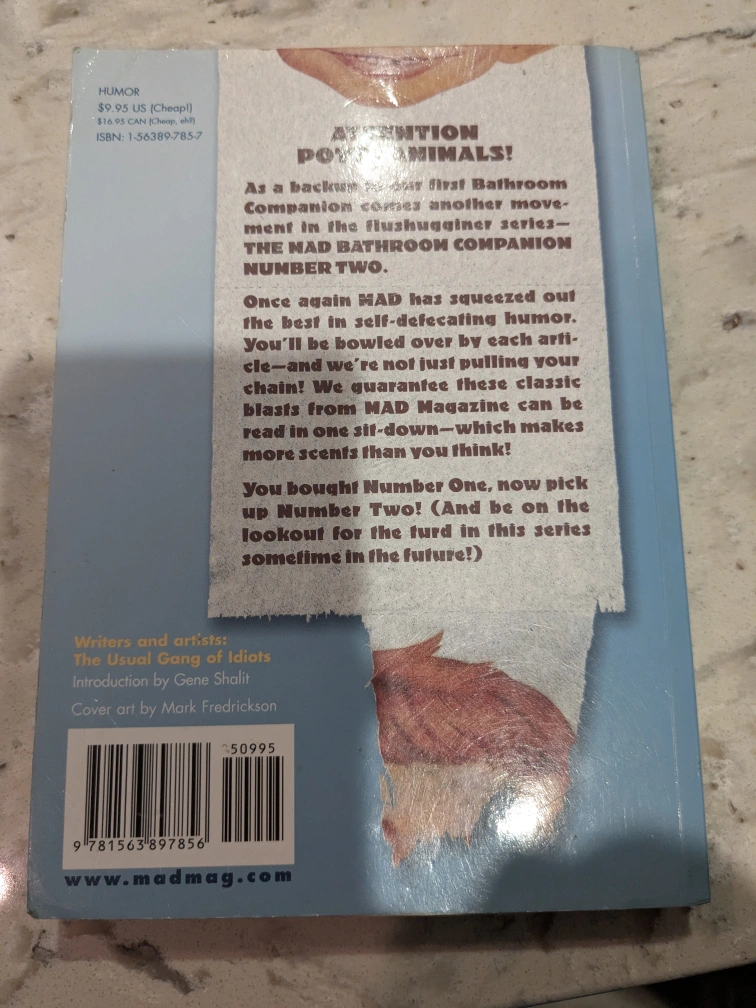 HUMOR
$9.95 US (Cheap!)
$16.95 CAN (Cheap, eh?)
ISBN: 1-56389-785-7
ATTENTION
POTTY ANIMALS!
As a backup to our first Bathroom
Companion comes another move-
ment in the flushugginer series—
THE MAD BATHROOM COMPANION
NUMBER TWO.
Once again MAD has squeezed out
the best in self-defecating humor.
You'll be bowled over by each arti-
cle—and we're not just pulling your
chain! We guarantee these classic
blasts from MAD Magazine can be
read in one sit-down—which makes
more scents than you think!
You bought Number One, now pick
up Number Two! (And be on the
lookout for the turd in this series
sometime in the future!)
Writers and artists:
The Usual Gang of Idiots
Introduction by Gene Shalit
Cover art by Mark Fredrickson
50995
9 781563 897856
www.madmag.com